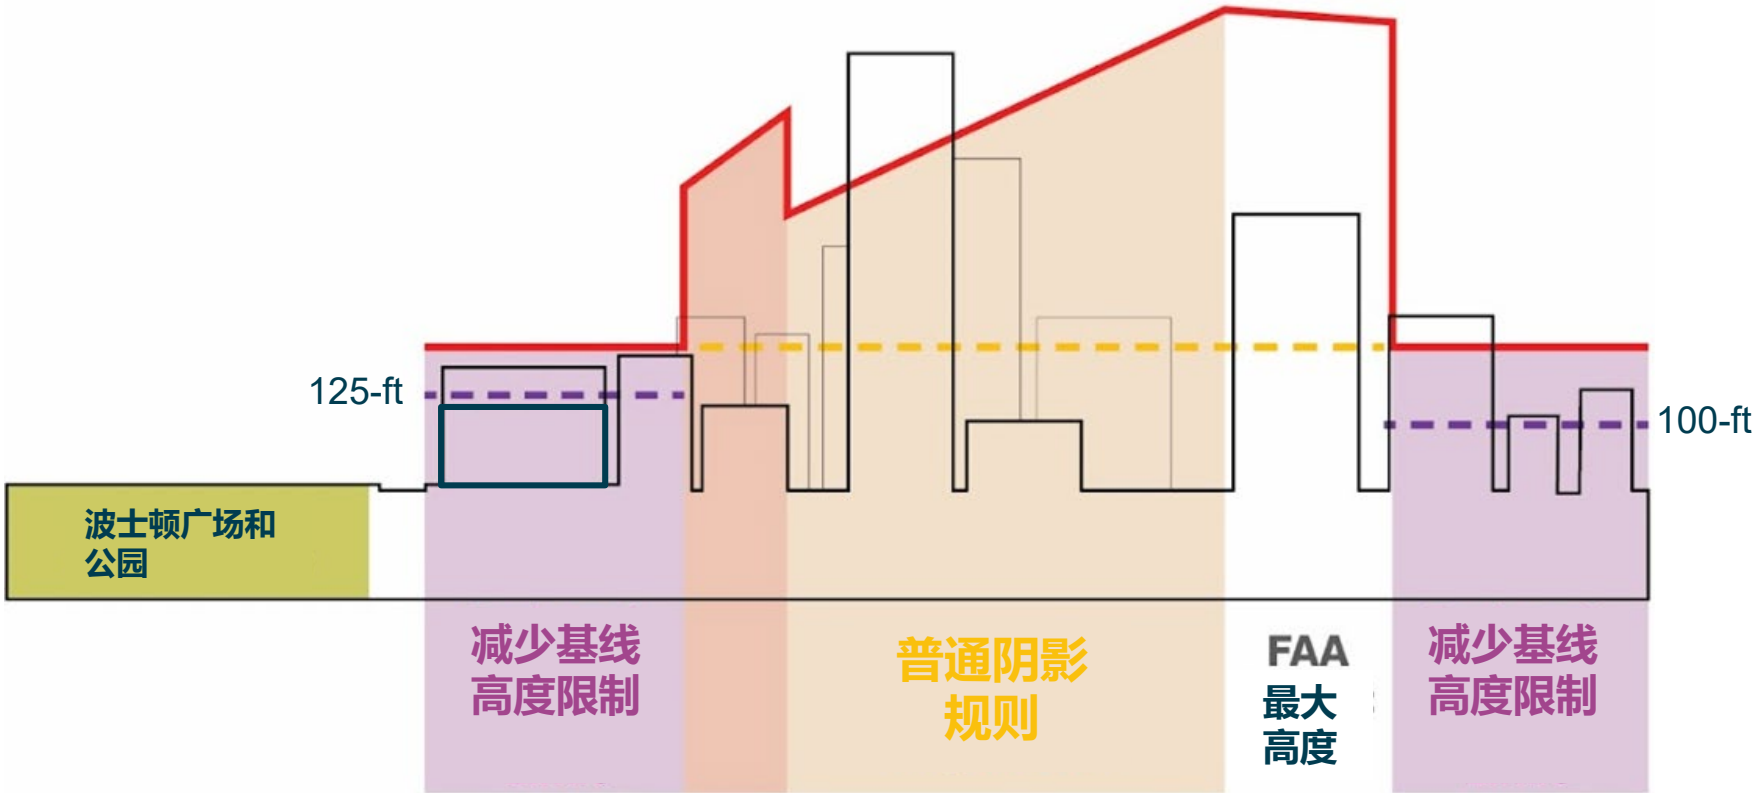 125-ft
100-ft
波士顿广场和
公园
减少基线
高度限制
普通阴影
规则
FAA
最大
高度
减少基线
高度限制